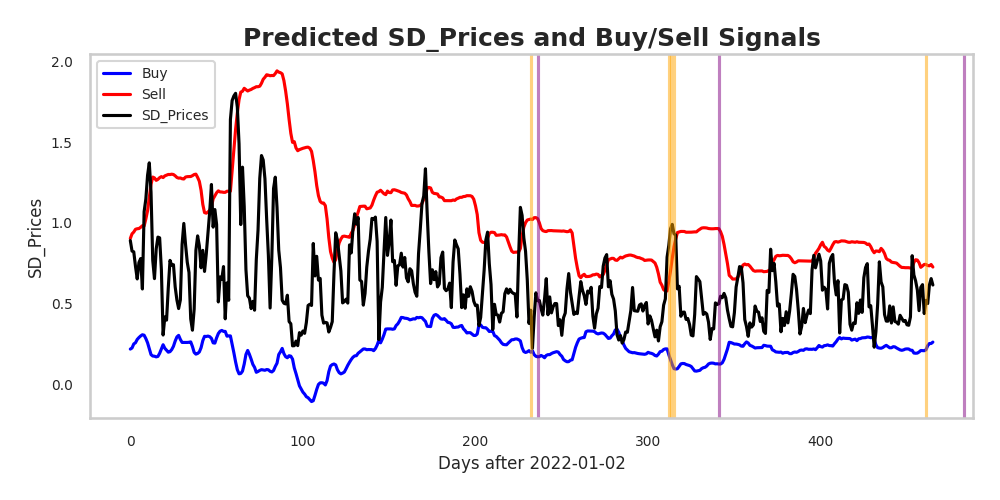 Predicted SD_Prices and Buy/Sell Signals
Buy
Sell
SD_Prices
2.0
1.5
1.0
0.5
0.0
SD_Prices
0 100 200 300 400
Days after 2022-01-02